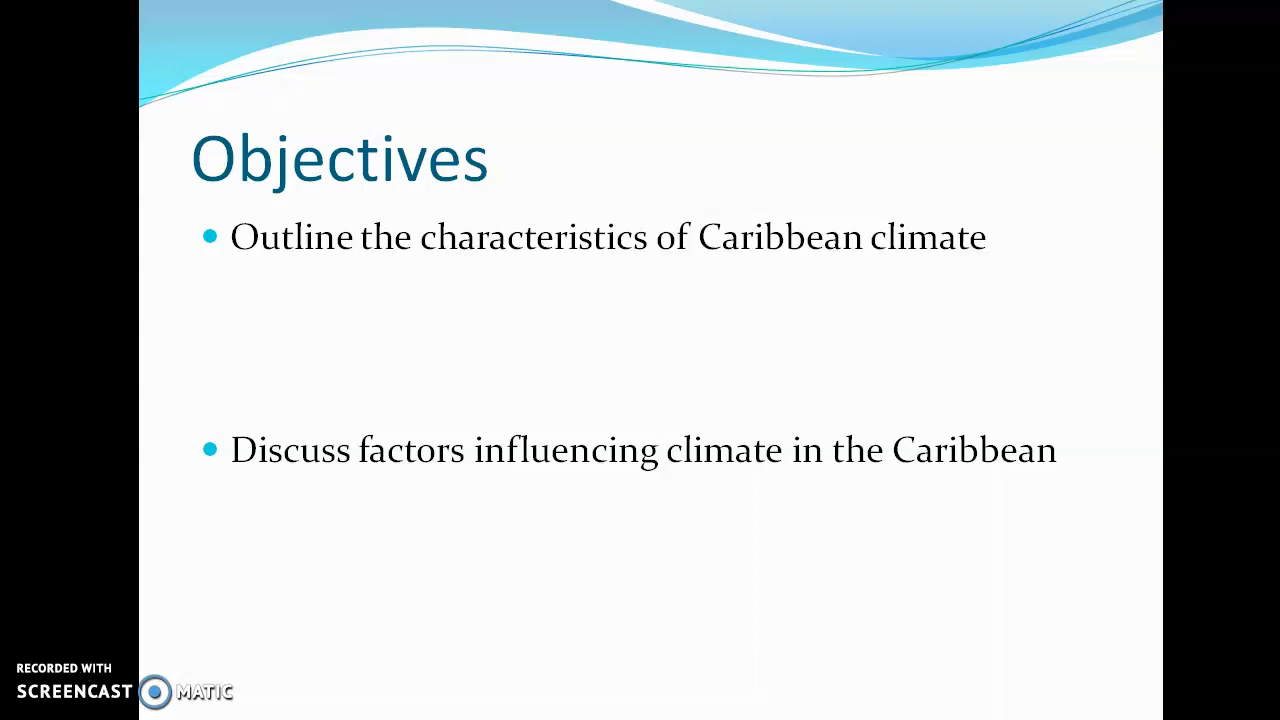 Objectives
Outline the characteristics of Caribbean climate
Discuss factors influencing climate in the Caribbean
RECORDED WITH
SCREENCAST MATIC